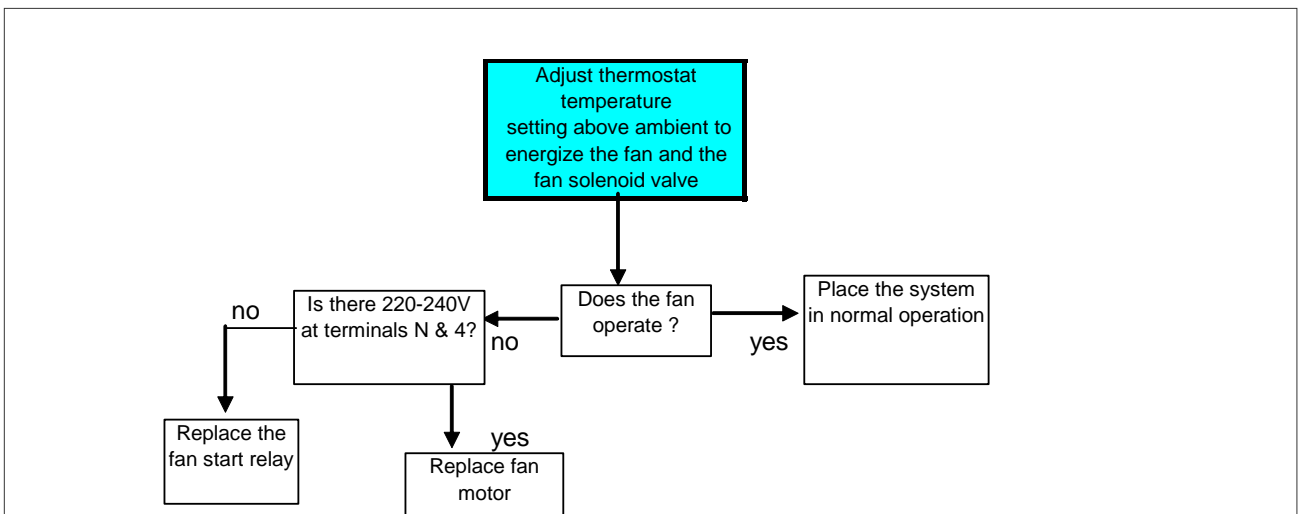 Adjust thermostat
temperature
setting above ambient to
energize the fan and the
fan solenoid valve
Does the fan
operate ?
Place the system
in normal operation
yes
no
Is there 220-240V
at terminals N & 4?
no
Replace the
fan start relay
yes
Replace fan
motor